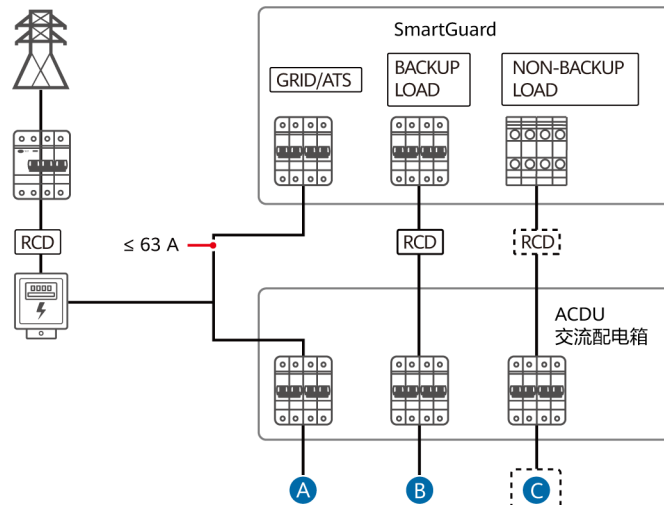 SmartGuard
GRID/ATS
BACKUP
LOAD
NON-BACKUP
LOAD
RCD
≤ 63 A
RCD
RCD
ACDU
交流配电箱
A
B
C